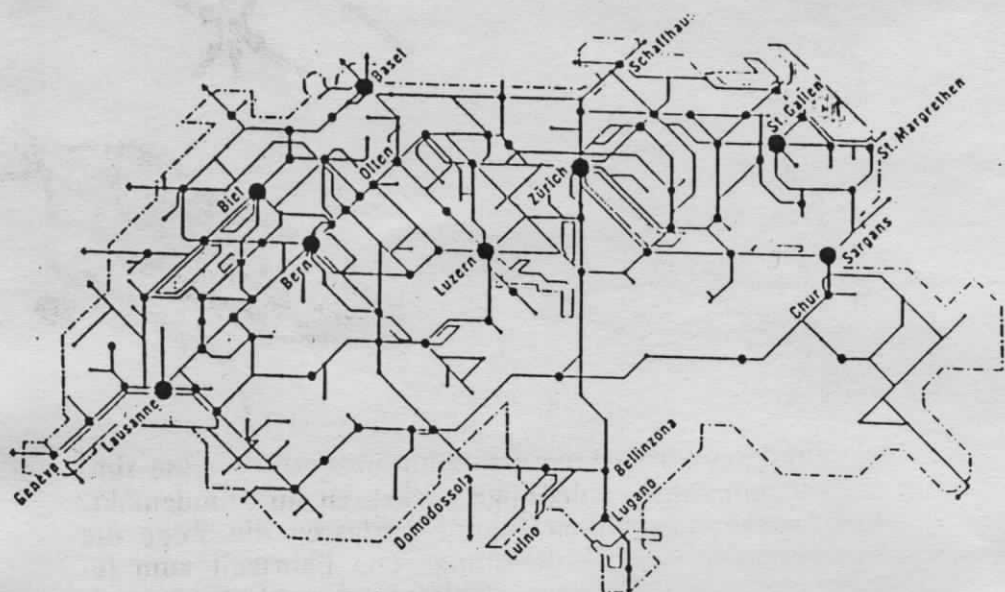 Basel
Schaffhau
St. Gallen
St. Margrethen
Olten
Zürich
Biel
Bern
Luzern
Sargans
Chur
Lausanne
Genève
Bellinzona
Lugano
Domodossola
Luino